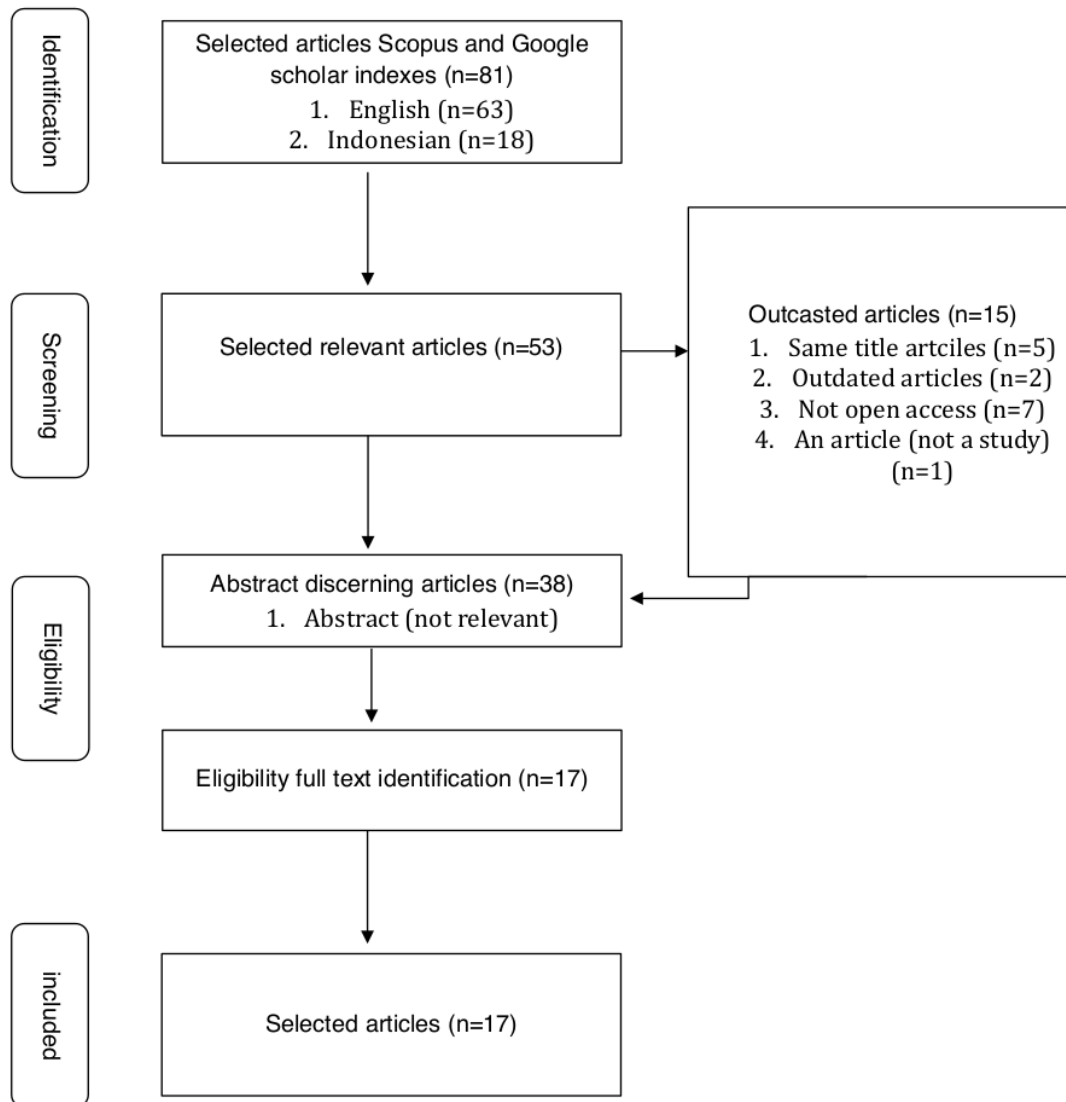 Identification
Selected articles Scopus and Google
scholar indexes (n=81)
1. English (n=63)
2. Indonesian (n=18)
Screening
Selected relevant articles (n=53)
Outcasted articles (n=15)
1. Same title artciles (n=5)
2. Outdated articles (n=2)
3. Not open access (n=7)
4. An article (not a study)
(n=1)
Eligibility
Abstract discerning articles (n=38)
1. Abstract (not relevant)
Eligibility full text identification (n=17)
included
Selected articles (n=17)